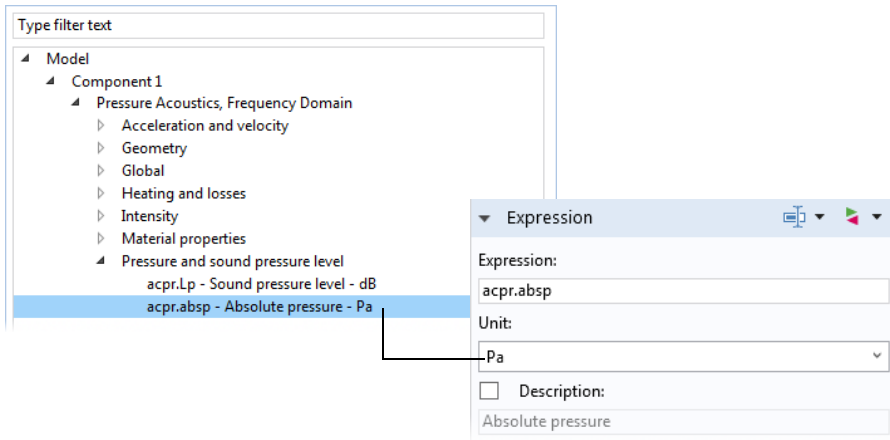 Type filter text
Model
Component 1
Pressure Acoustics, Frequency Domain
Acceleration and velocity
Geometry
Global
Heating and losses
Intensity
Material properties
Pressure and sound pressure level
acpr.Lp - Sound pressure level - dB
acpr.absp - Absolute pressure - Pa
Expression
Expression:
acpr.absp
Unit:
Pa
Description:
Absolute pressure